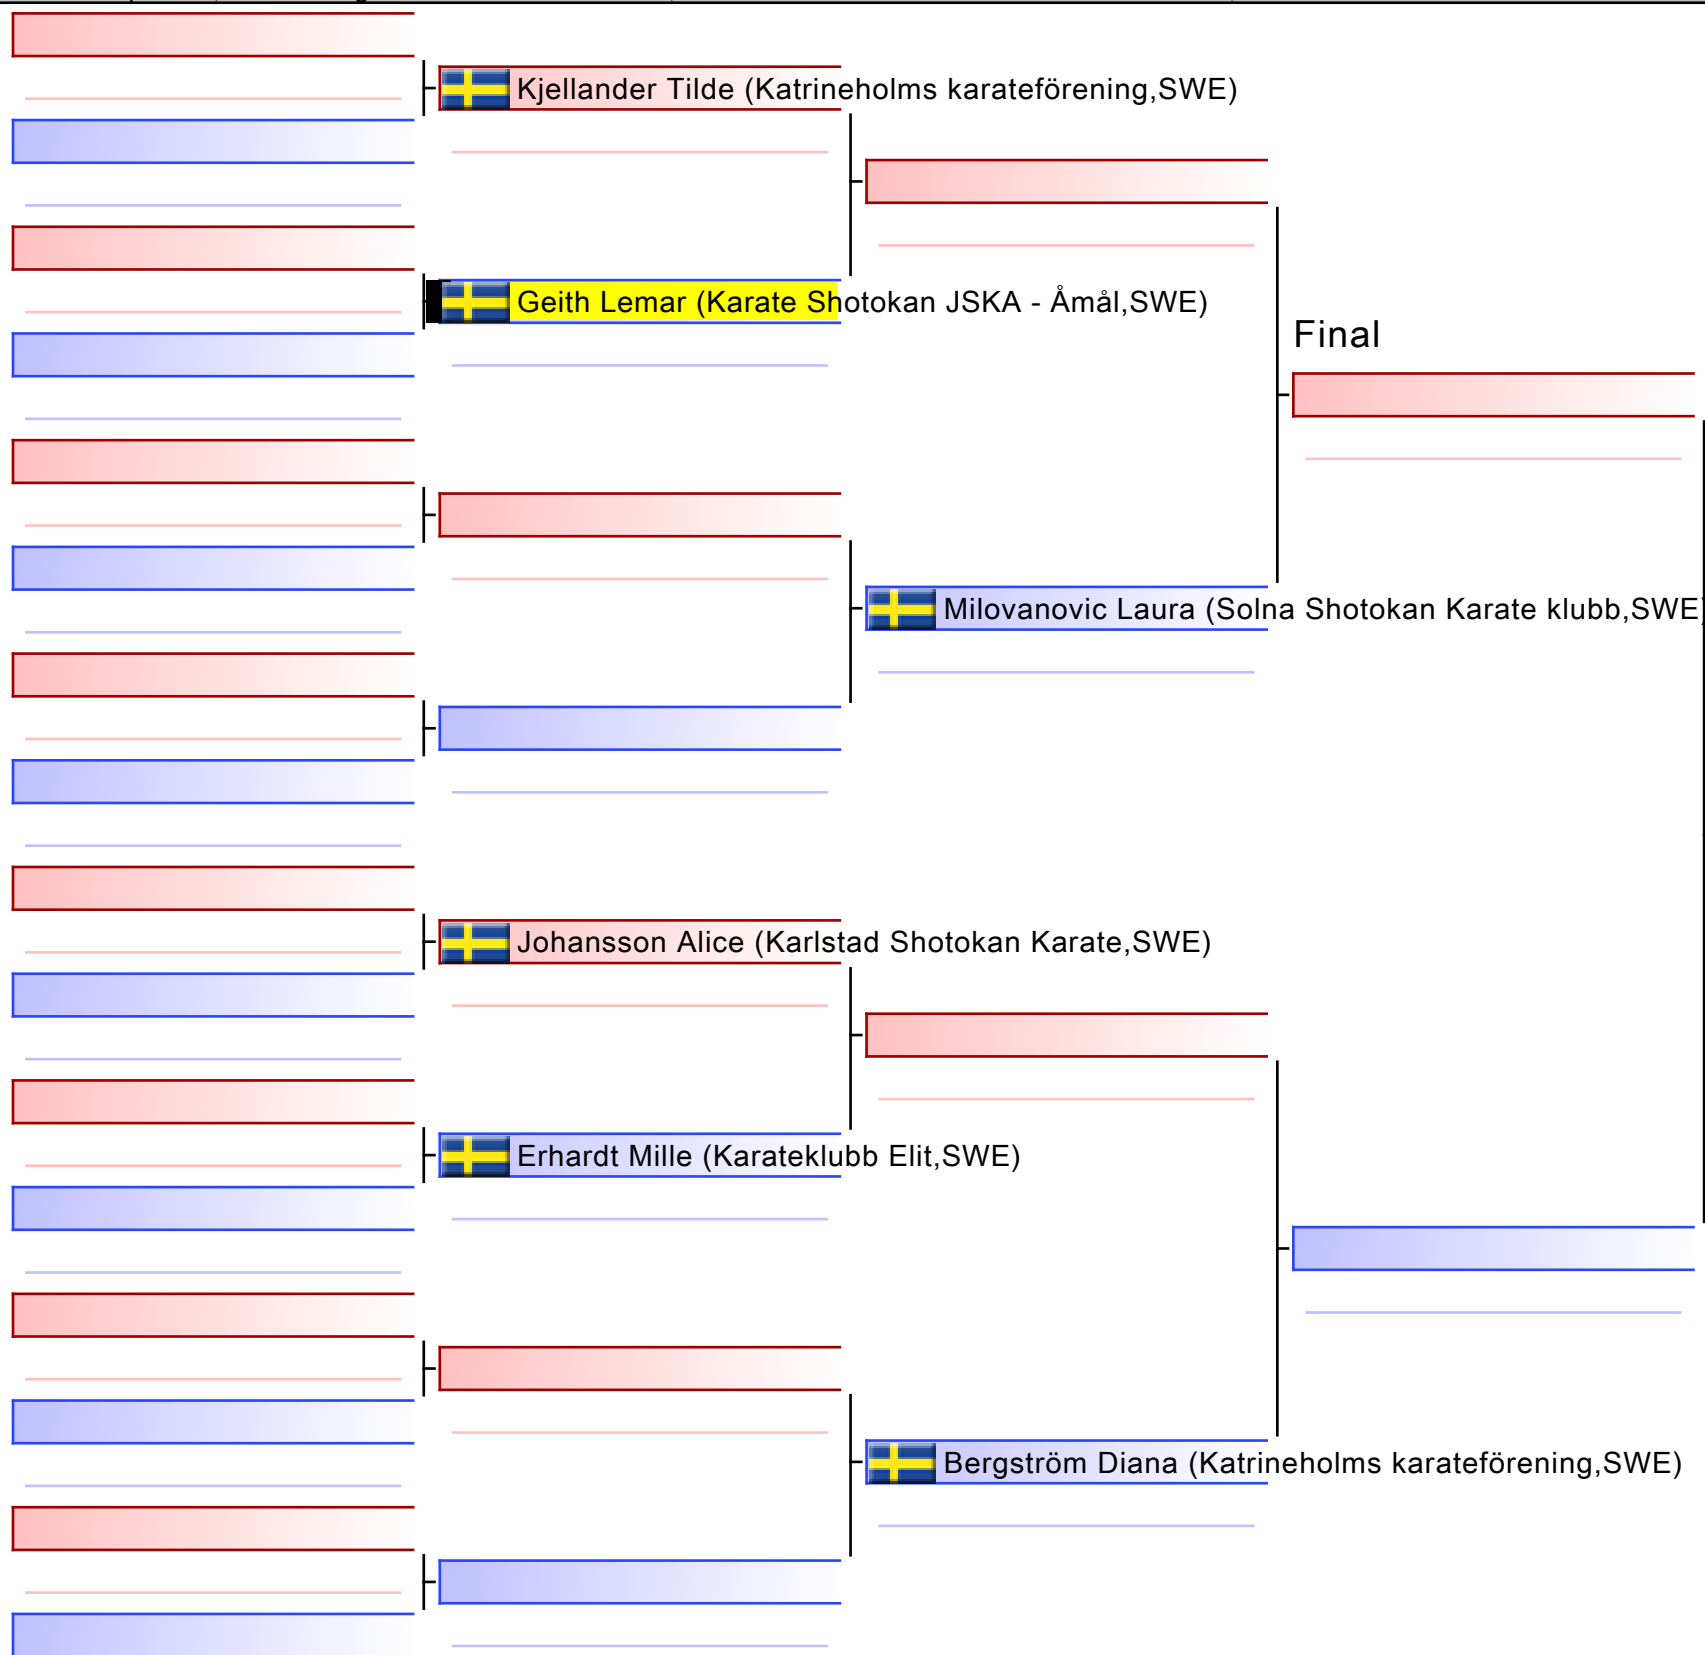 Kjellander Tilde (Katrineholms karateförening,SWE)
Geith Lemar (Karate Shotokan JSKA - Åmål,SWE)
Final
Milovanovic Laura (Solna Shotokan Karate klubb,SWE)
Johansson Alice (Karlstad Shotokan Karate,SWE)
Erhardt Mille (Karateklubb Elit,SWE)
Bergström Diana (Katrineholms karateförening,SWE)